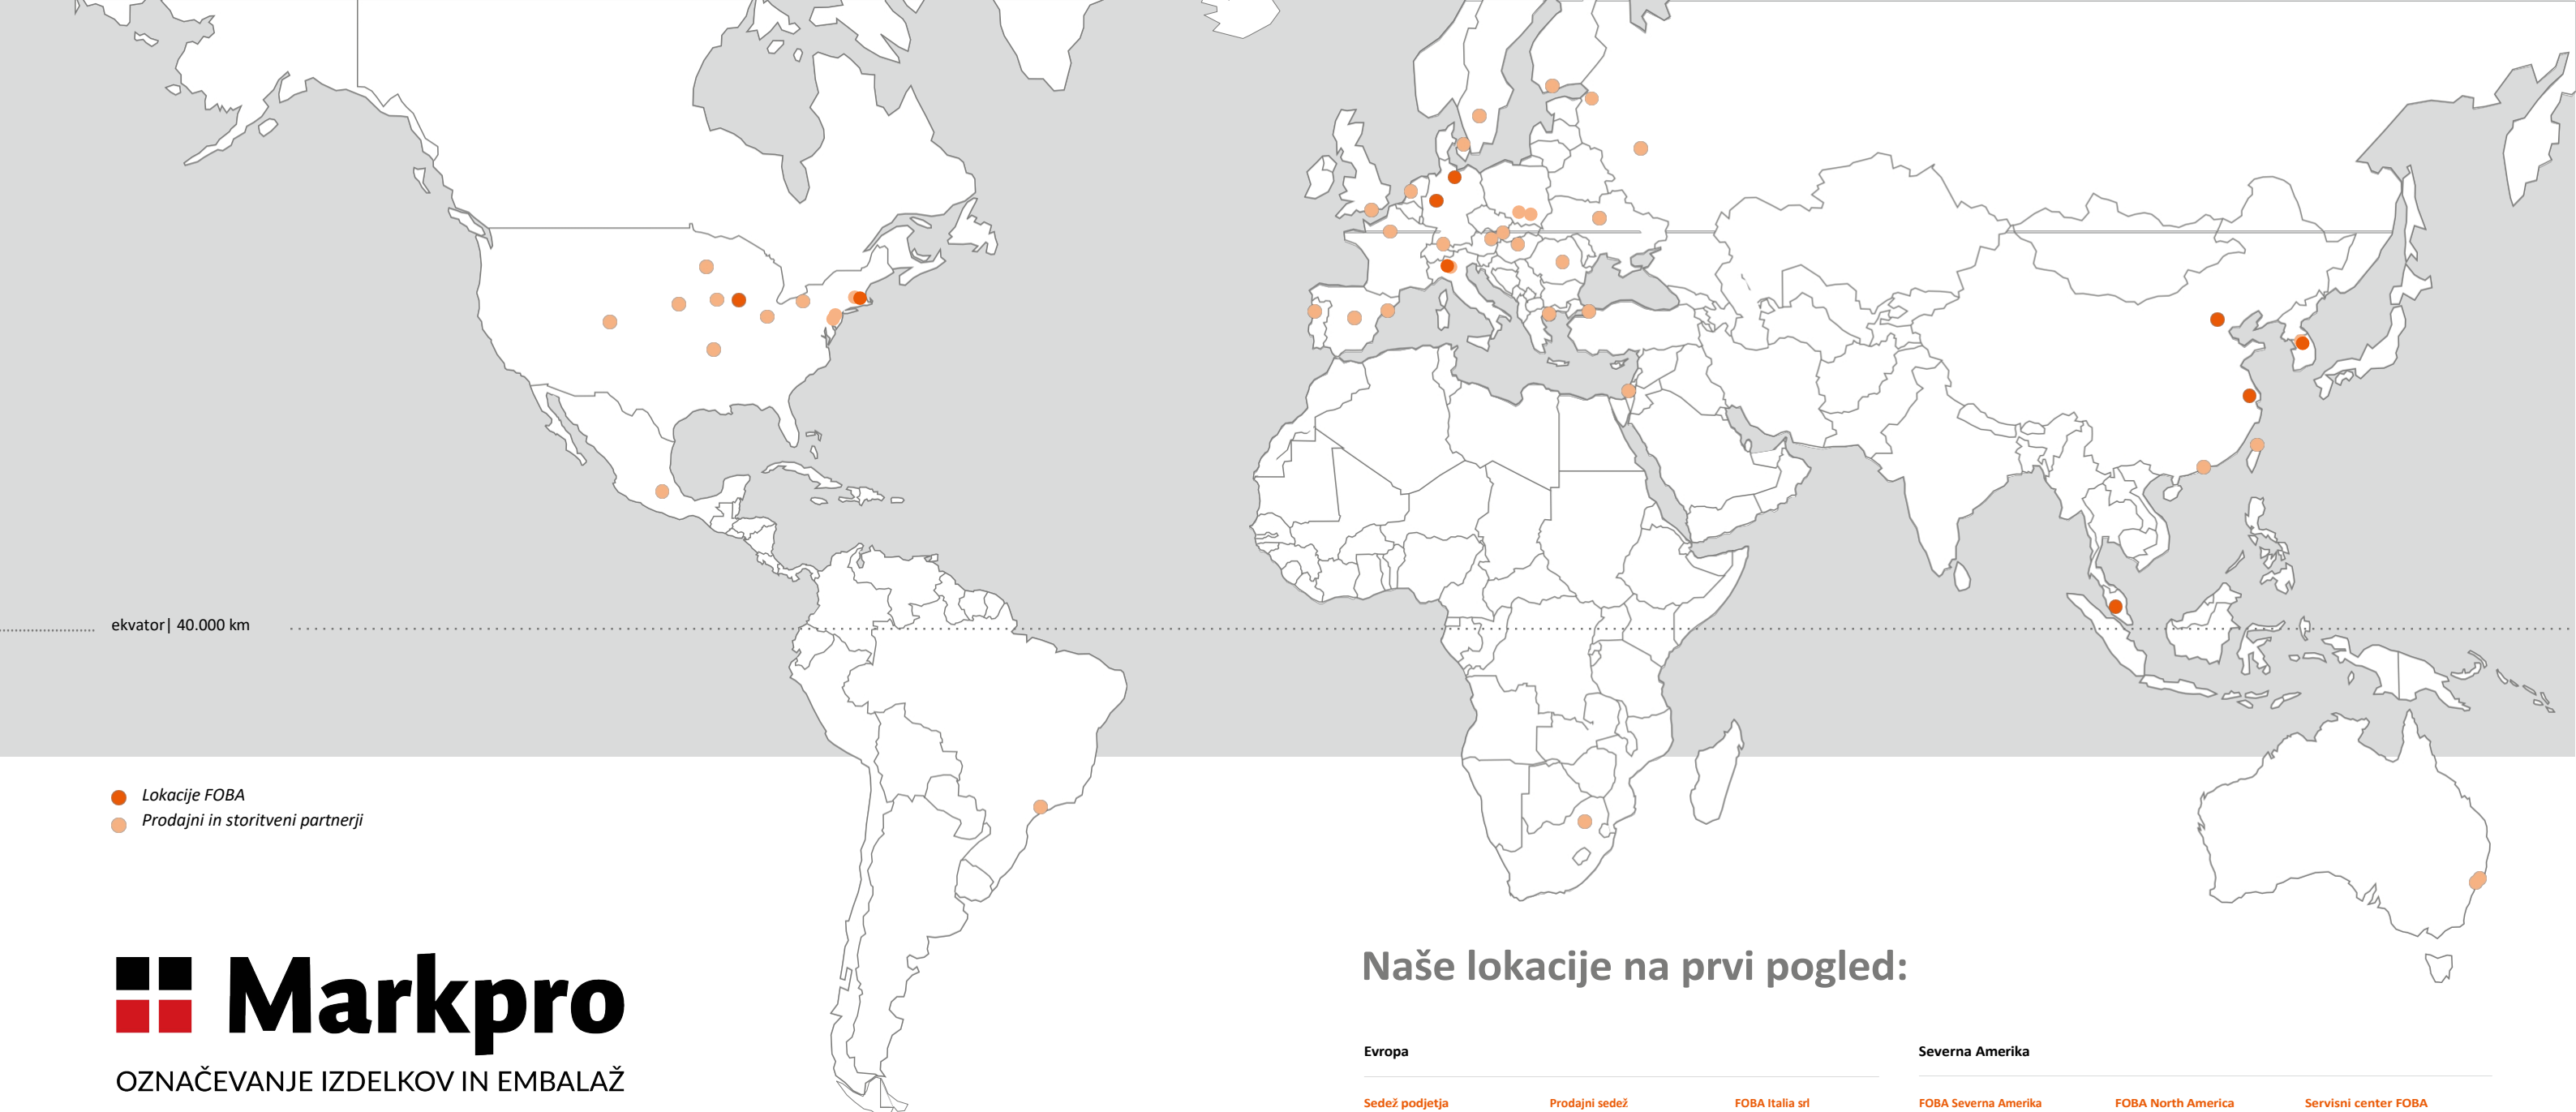 ekvator| 40.000 km
Lokacije FOBA
Prodajni in storitveni partnerji
Markpro
OZNAČEVANJE IZDELKOV IN EMBALAŽ
Naše lokacije na prvi pogled:
Evropa
Sedež podjetja Prodajni sedež FOBA Italia srl
Severna Amerika
FOBA Severna Amerika FOBA North America Servisni center FOBA